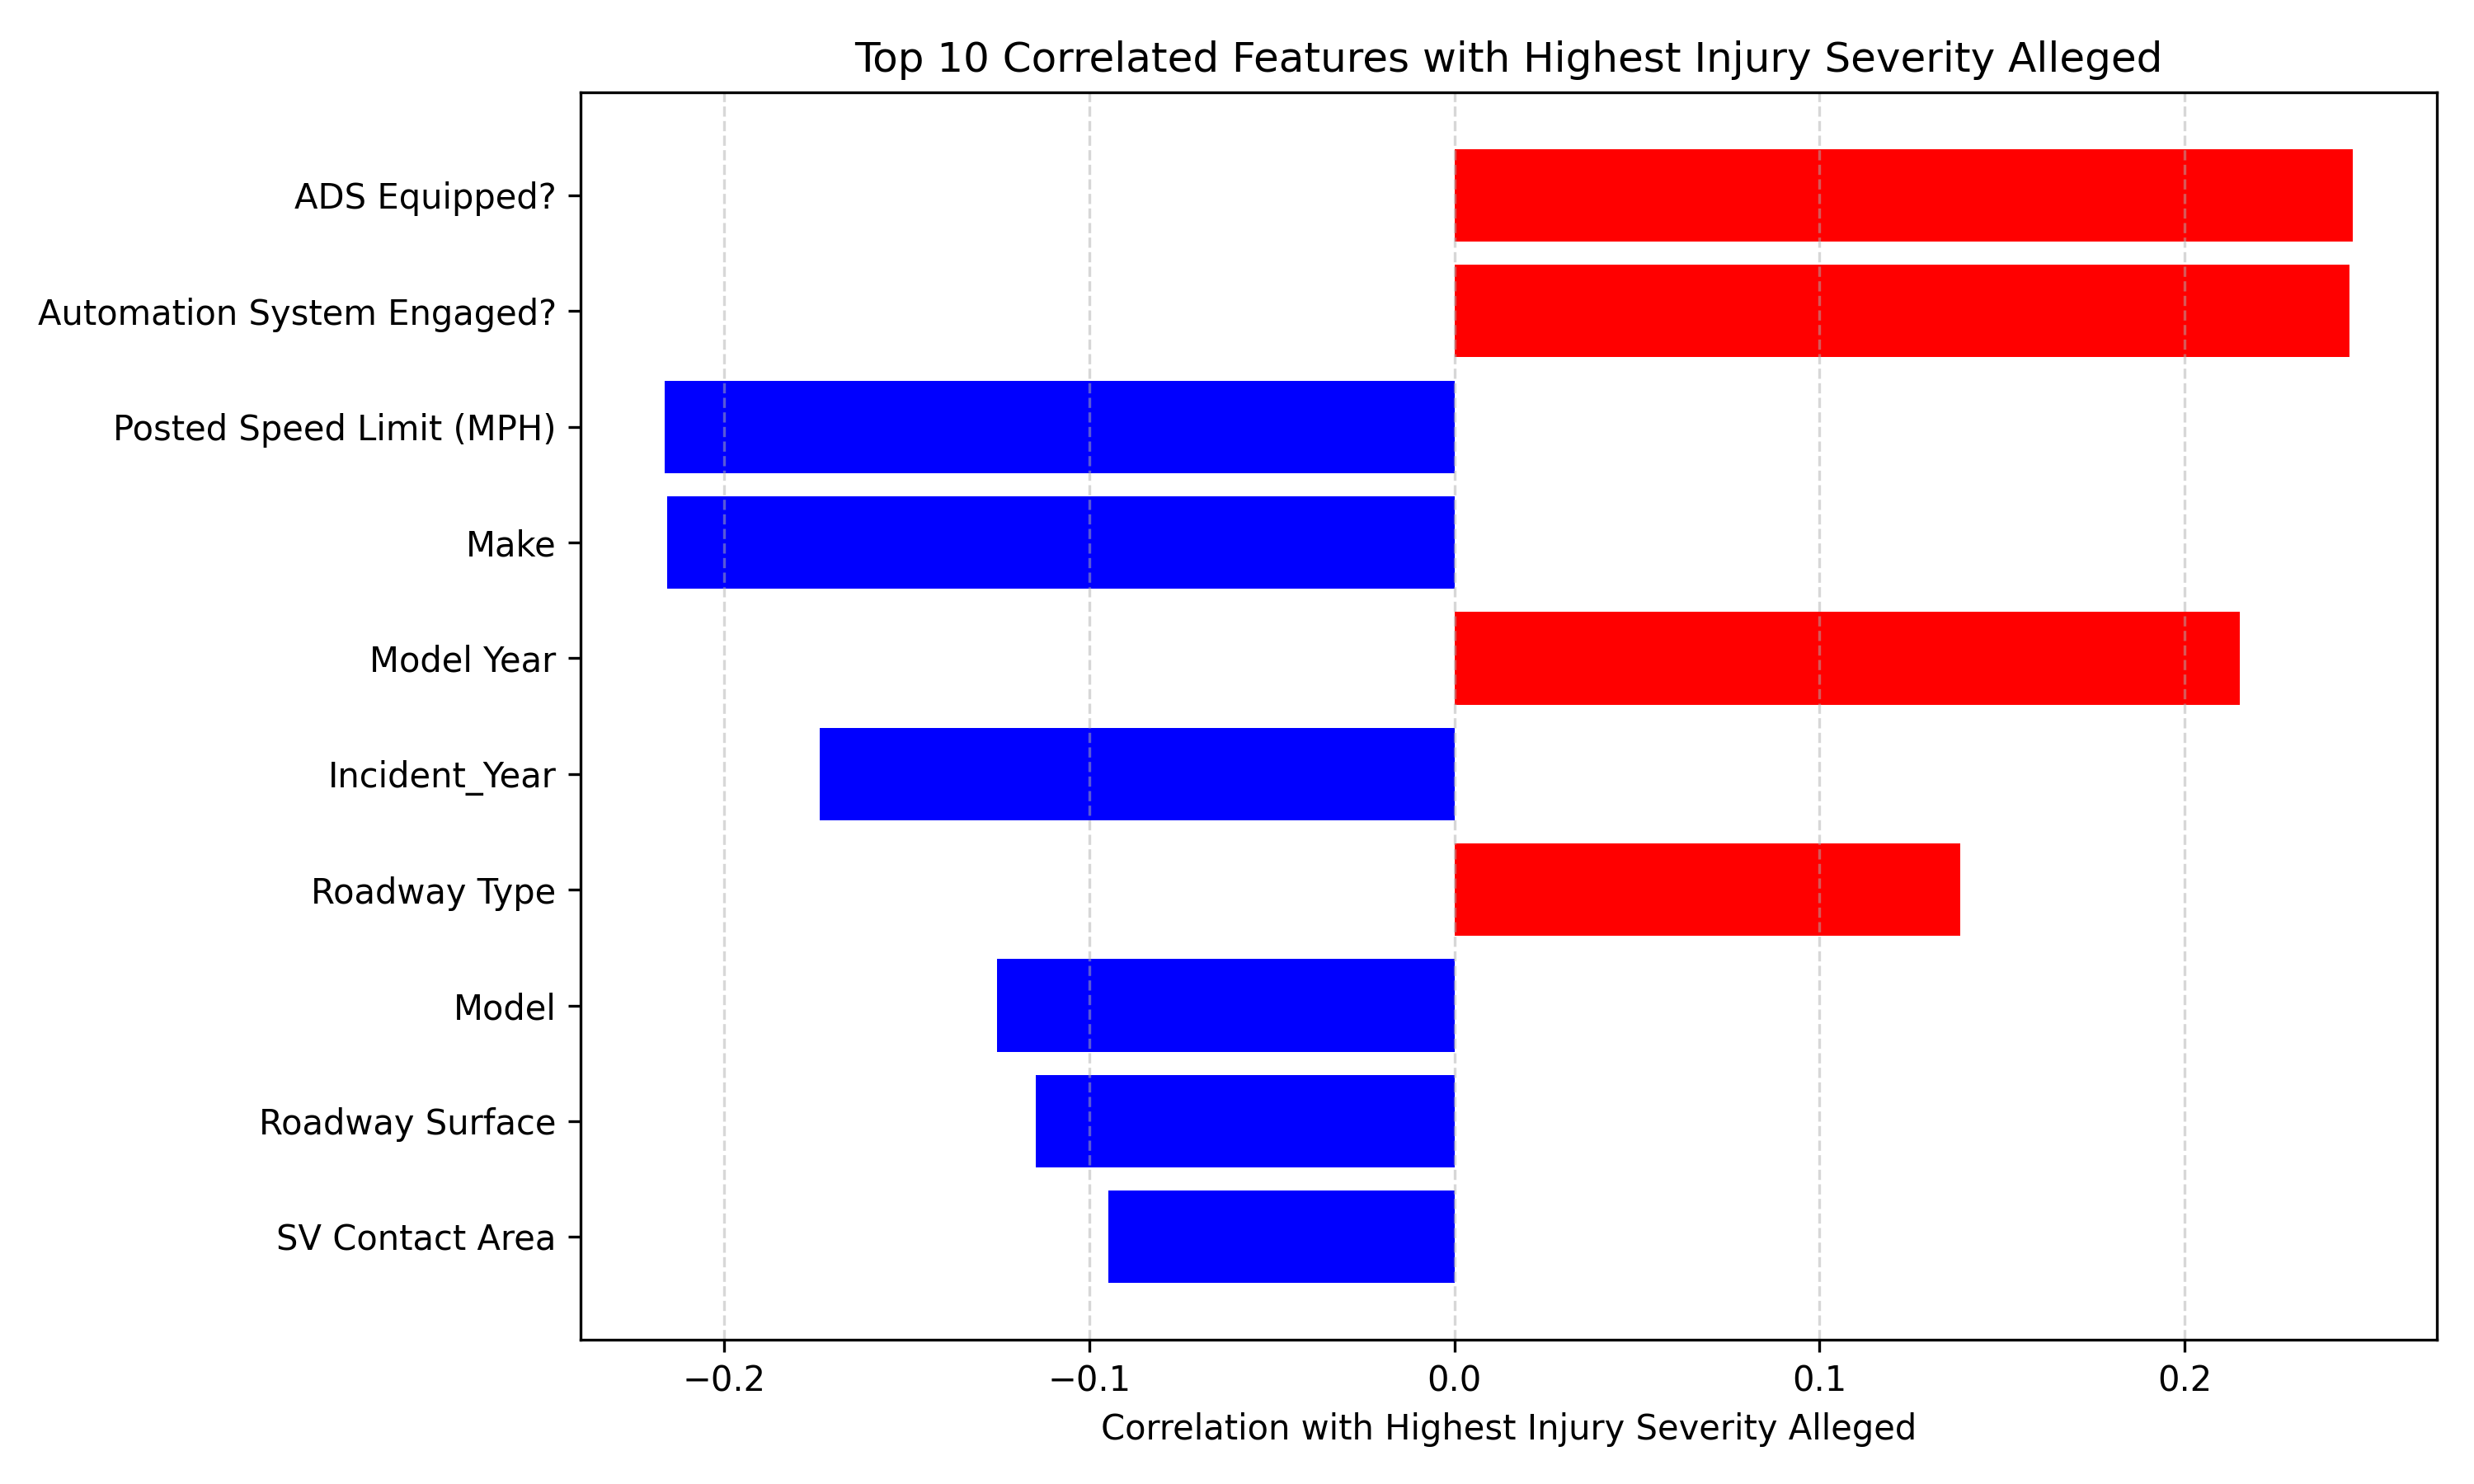 Top 10 Correlated Features with Highest Injury Severity Alleged
ADS Equipped?
Automation System Engaged?
Posted Speed Limit (MPH)
Make
Model Year
Incident_Year
Roadway Type
Model
Roadway Surface
SV Contact Area
−0.2
−0.1
0.0
0.1
0.2
Correlation with Highest Injury Severity Alleged